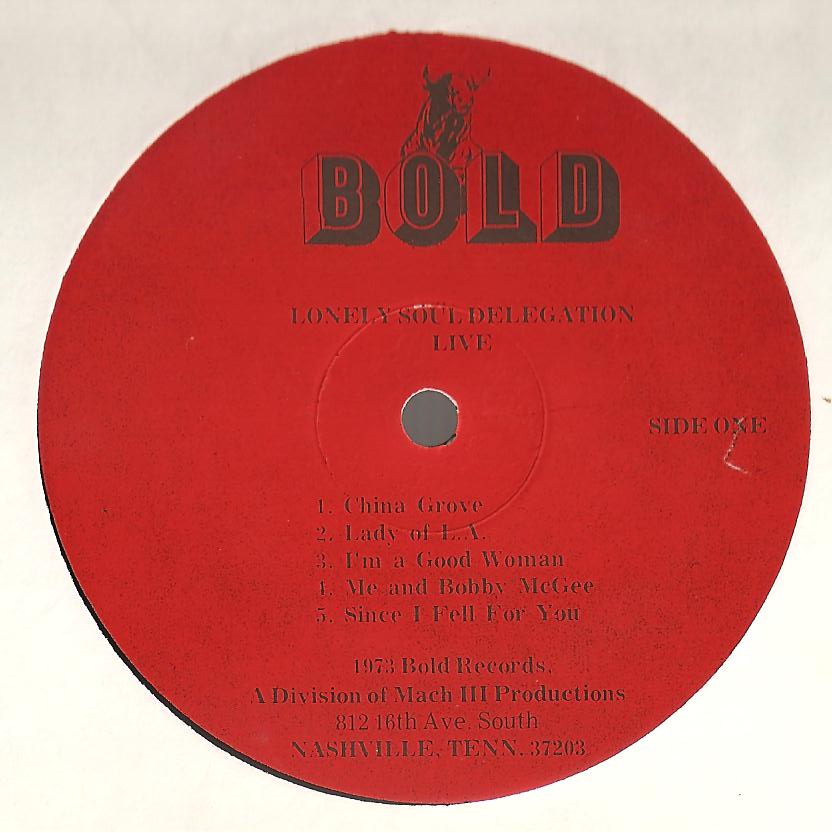 BOLD
LONELY SOUL DELEGATION
LIVE
SIDE ONE
1. China Grove
2. Lady of L.A.
3. I'm a Good Woman
4. Me and Bobby McGee
5. Since I Fell For You
1973 Bold Records,
A Division of Mach III Productions
812 16th Ave. South
NASHVILLE, TENN. 37203